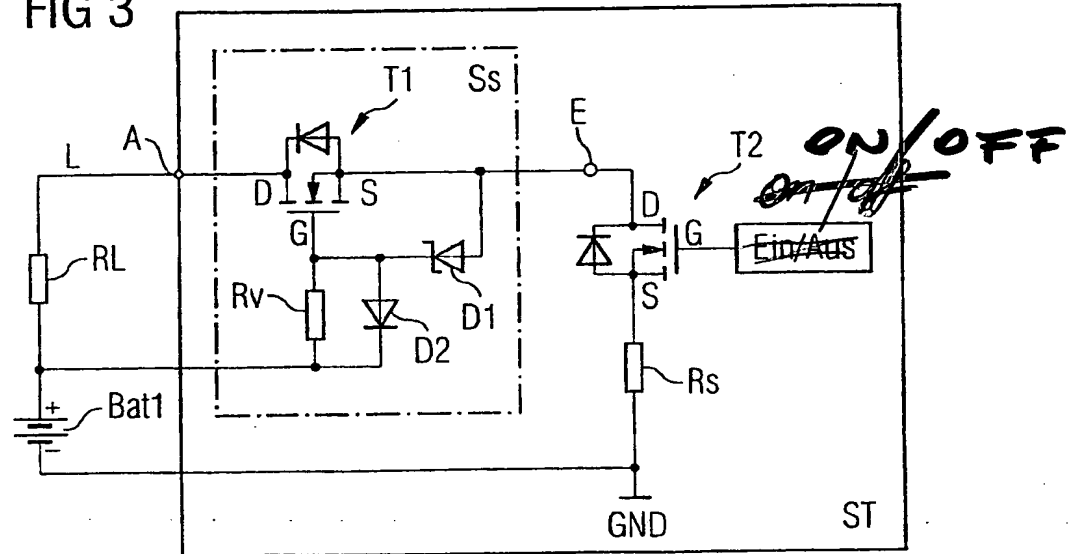 FIG 3
Ss
T1
E
A
L
D
S
G
T2
ON/OFF
On off
D
G
Ein/Aus
S
RL
Rv
D2
D1
Rs
Bat1
+
−
GND
ST